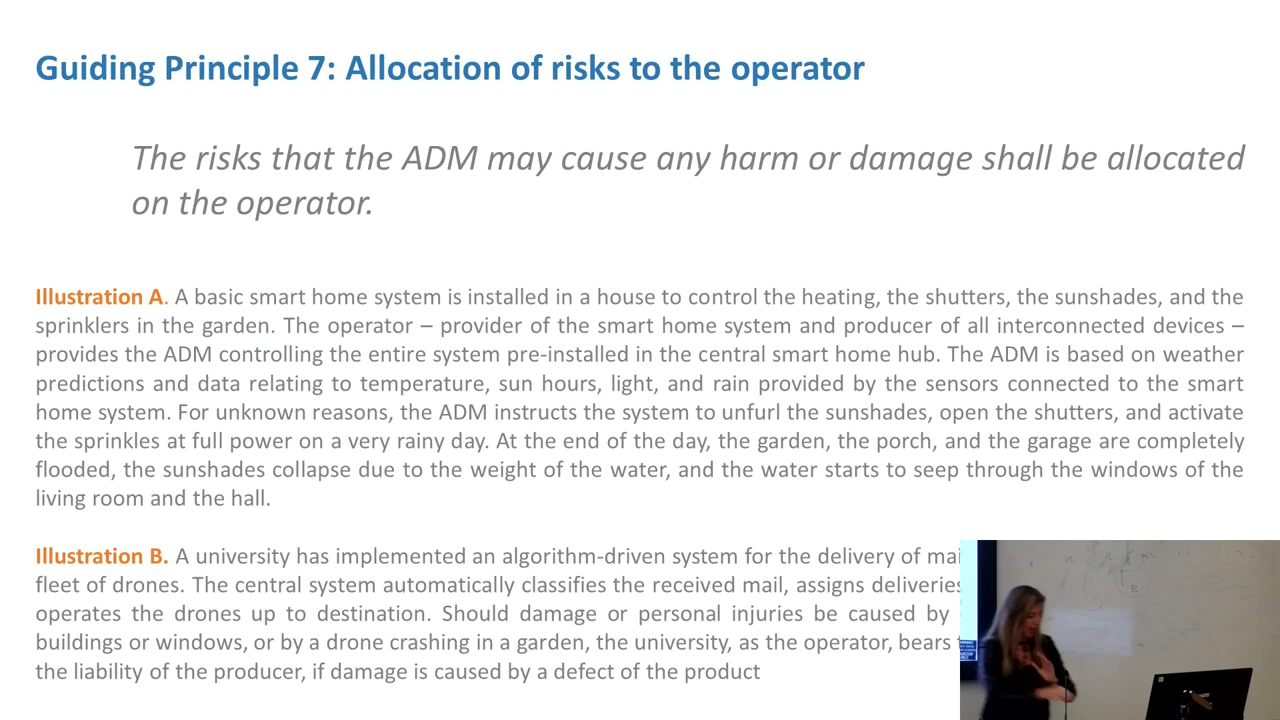 Guiding Principle 7: Allocation of risks to the operator
The risks that the ADM may cause any harm or damage shall be allocated
on the operator.
Illustration A. A basic smart home system is installed in a house to control the heating, the shutters, the sunshades, and the
sprinklers in the garden. The operator – provider of the smart home system and producer of all interconnected devices –
provides the ADM controlling the entire system pre-installed in the central smart home hub. The ADM is based on weather
predictions and data relating to temperature, sun hours, light, and rain provided by the sensors connected to the smart
home system. For unknown reasons, the ADM instructs the system to unfurl the sunshades, open the shutters, and activate
the sprinkles at full power on a very rainy day. At the end of the day, the garden, the porch, and the garage are completely
flooded, the sunshades collapse due to the weight of the water, and the water starts to seep through the windows of the
living room and the hall.
Illustration B. A university has implemented an algorithm-driven system for the delivery of
fleet of drones. The central system automatically classifies the received mail, assigns deliveries
operates the drones up to destination. Should damage or personal injuries be caused by
buildings or windows, or by a drone crashing in a garden, the university, as the operator, bears
the liability of the producer, if damage is caused by a defect of the product